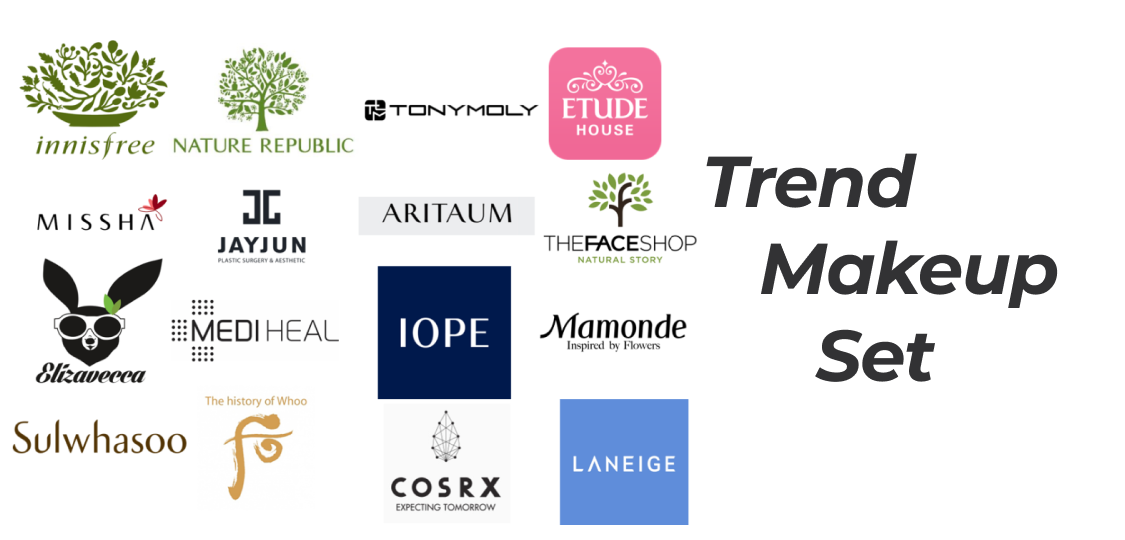 innisfree
NATURE REPUBLIC
TONYMOLY
ETUDE
HOUSE
MISSHA
JAYJUN
PLASTIC SURGERY & AESTHETIC
ARITAUM
THEFACESHOP
NATURAL STORY
Elizavecca
MEDIHEAL
IOPE
Mamonde
Inspired by Flowers
Sulwhasoo
The history of Whoo
COSRX
EXPECTING TOMORROW
LANEIGE
Trend
Makeup
Set